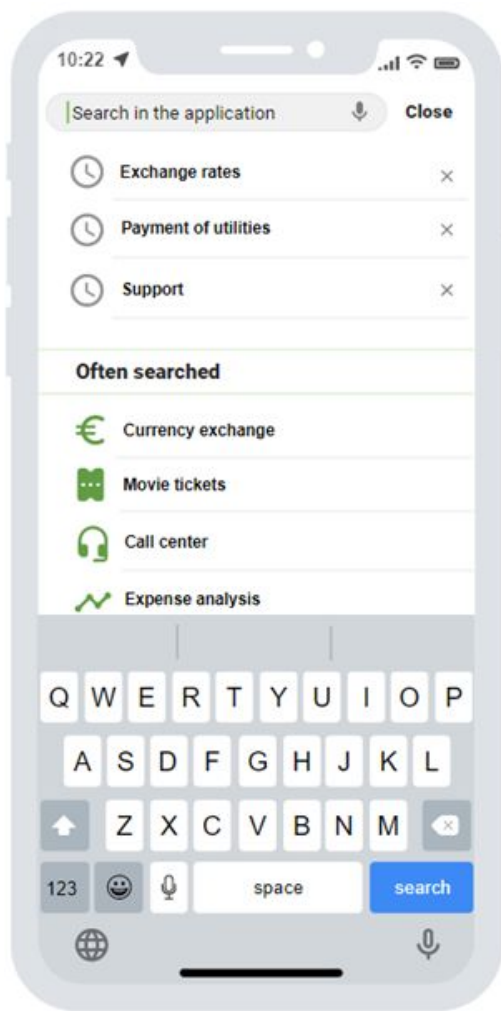 10:22
Search in the application Close
Exchange rates
Payment of utilities
Support
Often searched
Currency exchange
Movie tickets
Call center
Expense analysis
Q W E R T Y U I O P
A S D F G H J K L
Z X C V B N M
123 space search